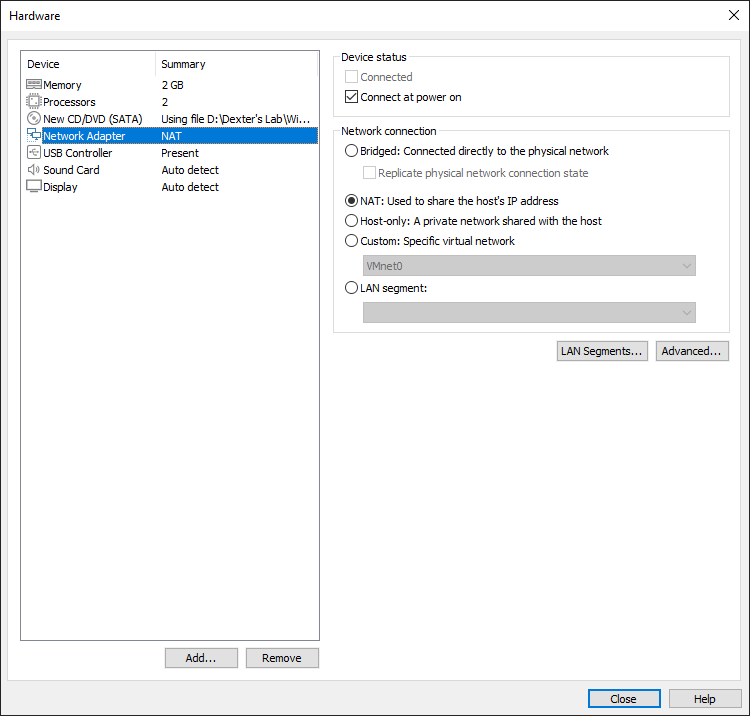 Hardware
Device Summary
Memory 2 GB
Processors 2
New CD/DVD (SATA) Using file D:\Dexter's Lab\Wi...
Network Adapter NAT
USB Controller Present
Sound Card Auto detect
Display Auto detect
Add... Remove
Device status
Connected
Connect at power on
Network connection
Bridged: Connected directly to the physical network
Replicate physical network connection state
NAT: Used to share the host's IP address
Host-only: A private network shared with the host
Custom: Specific virtual network
VMnet0
LAN segment:
LAN Segments... Advanced...
Close Help